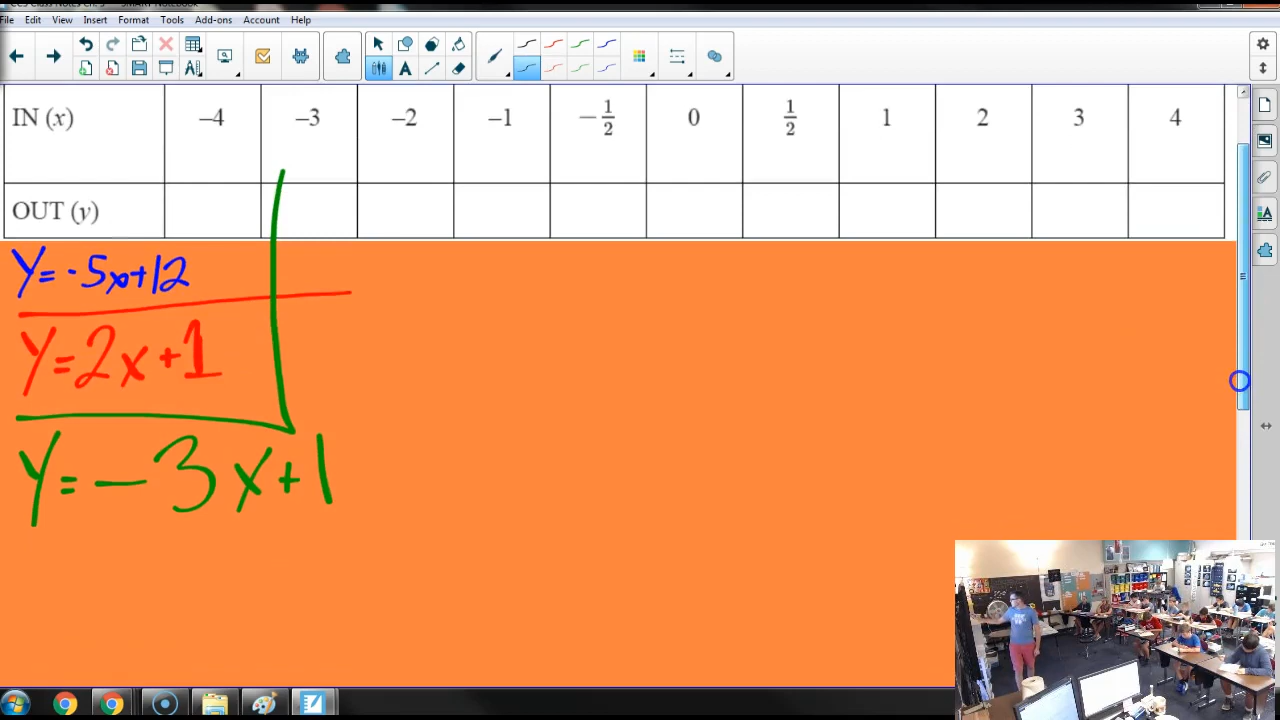 File Edit View Insert Format Tools Add-ons Account Help
IN (x) –4 –3 –2 –1 –1/2 0 1/2 1 2 3 4
OUT (y)
Y=-5x+12
Y=2x+1
Y=-3x+1